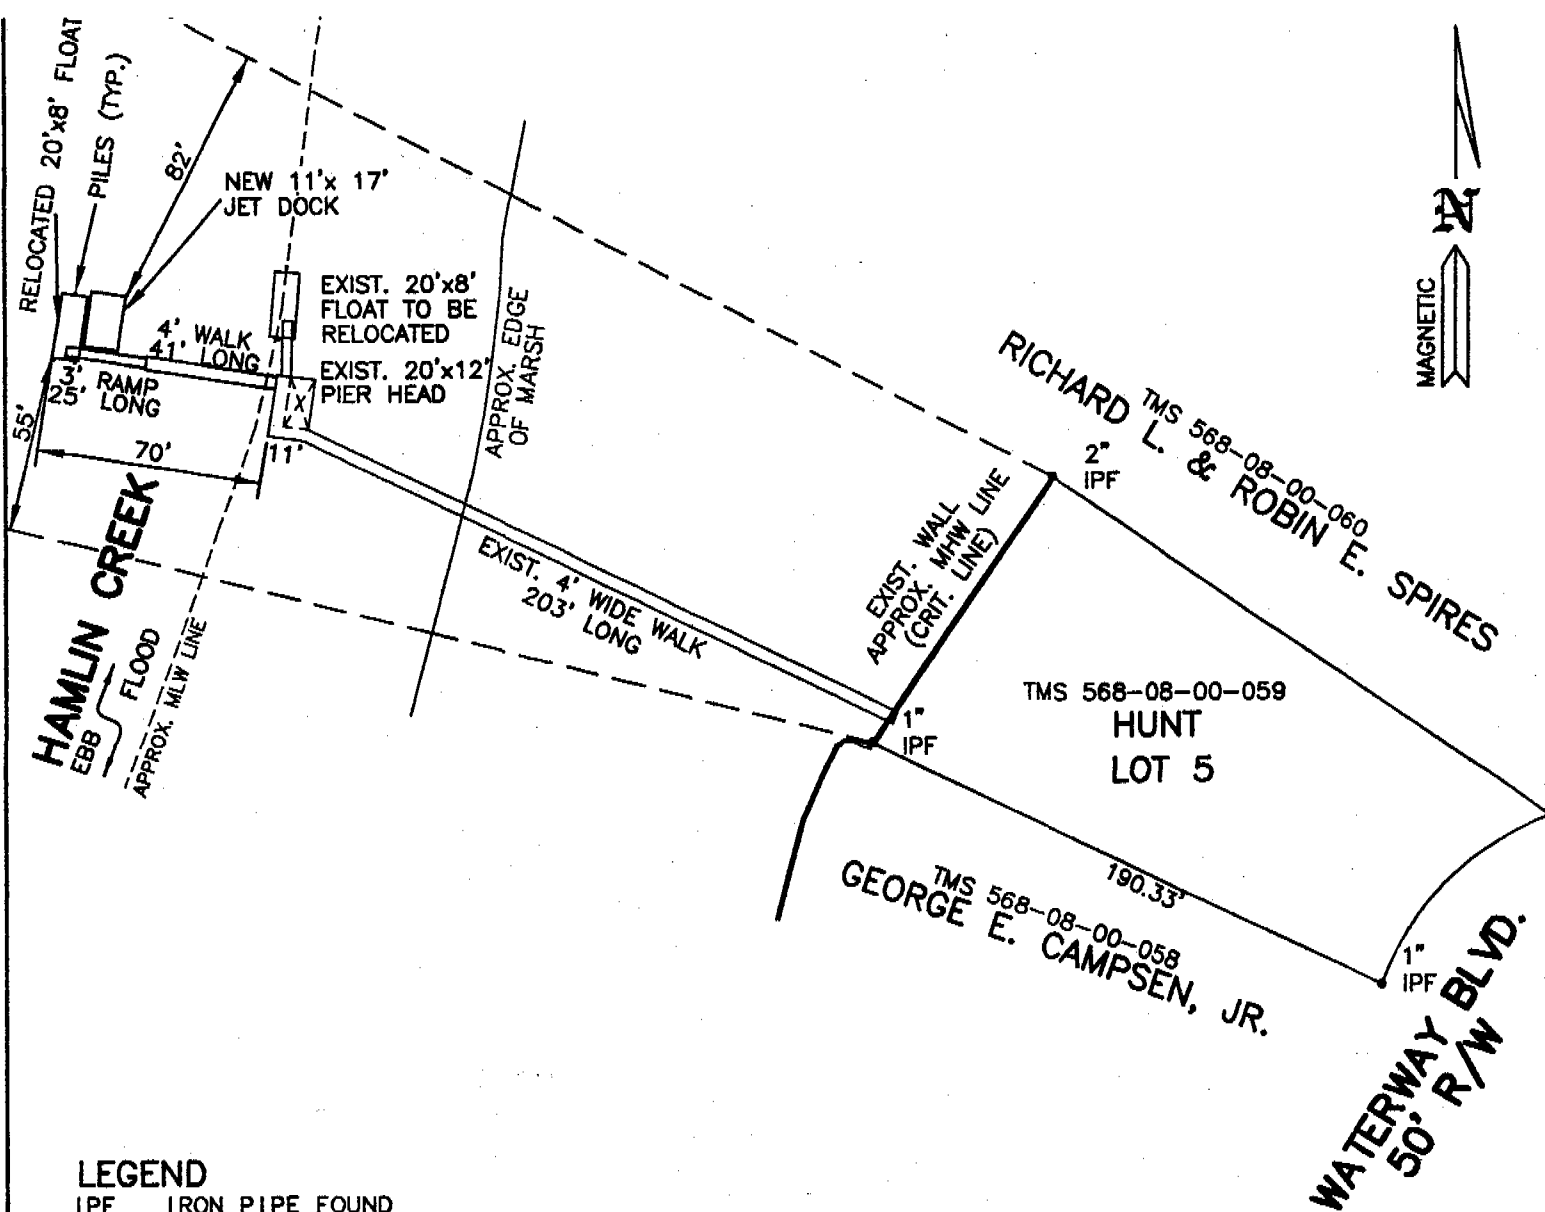 RELOCATED 20'x8' FLOAT
PILES (TYP.)
82'
NEW 11'x 17'
JET DOCK
EXIST. 20'x8'
FLOAT TO BE
RELOCATED
4' WALK
41' LONG
EXIST. 20'x12'
PIER HEAD
X
3' RAMP
25' LONG
55'
70'
11'
APPROX. EDGE
OF MARSH
HAMLIN CREEK
EBB
FLOOD
APPROX. MLW LINE
EXIST. 4' WIDE WALK
203' LONG
EXIST. WALL
APPROX. MHW LINE
(CRIT. LINE)
2"
IPF
N
MAGNETIC
TMS 568-08-00-060
RICHARD L. & ROBIN E. SPIRES
TMS 568-08-00-059
HUNT
LOT 5
1"
IPF
190.33'
TMS 568-08-00-058
GEORGE E. CAMPSEN, JR.
1"
IPF
WATERWAY BLVD.
50' R/W
LEGEND
IPF IRON PIPE FOUND